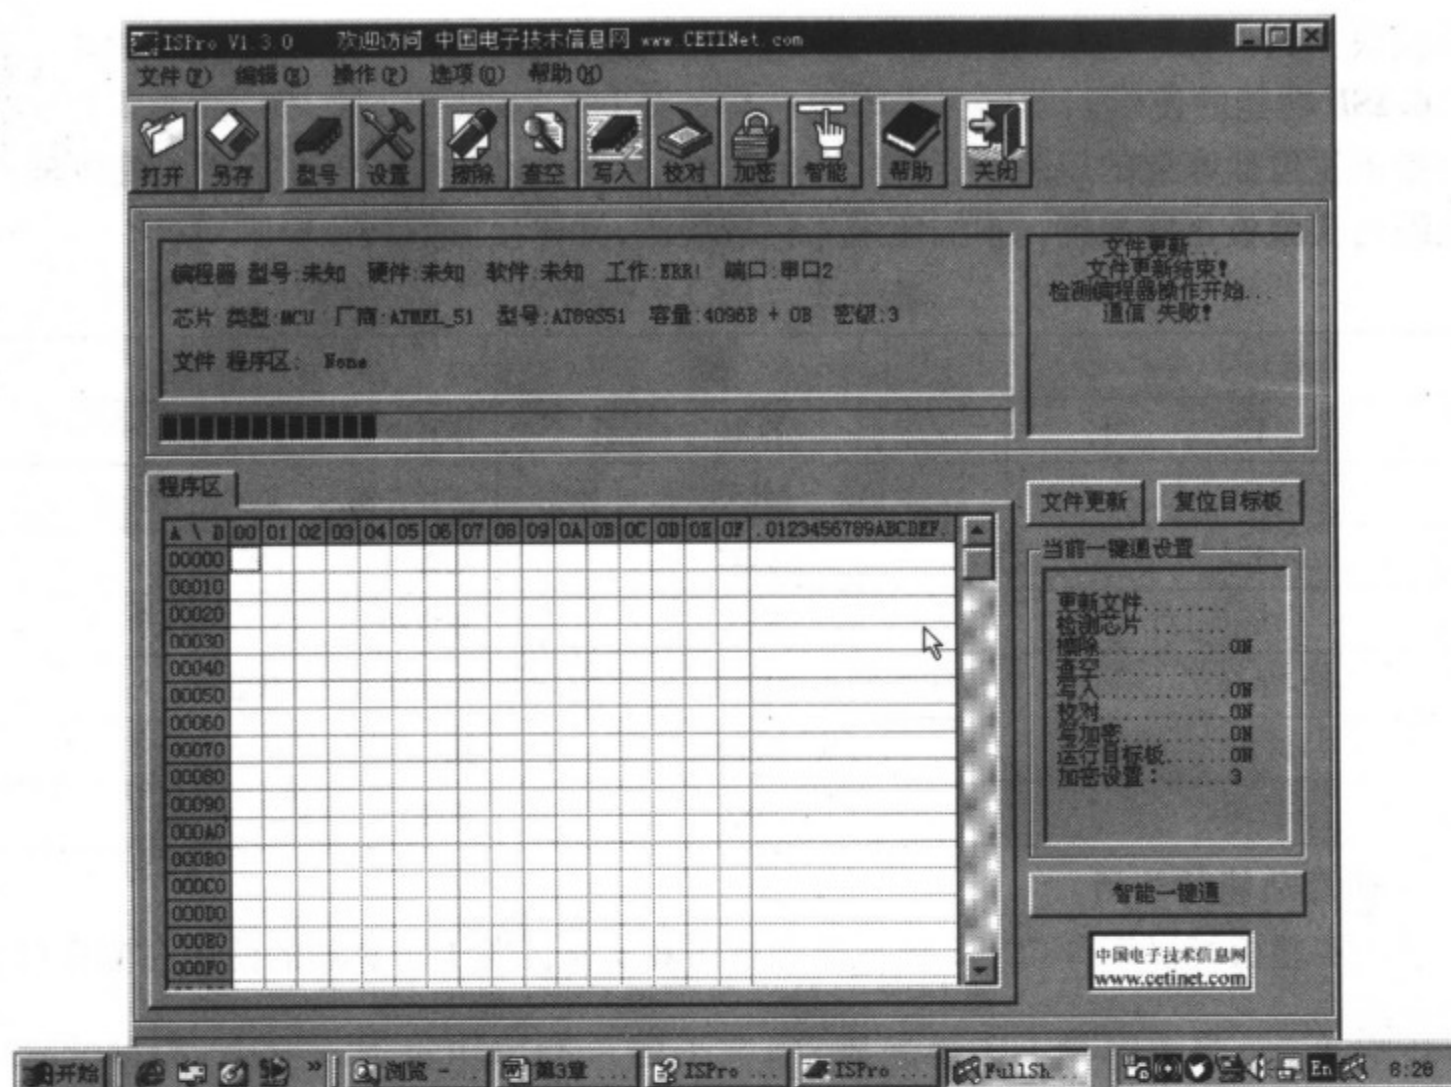 ISPro V1.3.0 欢迎访问 中国电子技术信息网 www.CETINet.com
文件(F) 编辑(E) 操作(P) 选项(O) 帮助(H)
打开 另存 型号 设置 擦除 查空 写入 校对 加密 智能 帮助 关闭
编程器 型号:未知 硬件:未知 软件:未知 工作:ERR! 端口:串口2
芯片 类型:MCU 厂商:ATMEL_51 型号:AT89S51 容量:4096B + 0B 密级:3
文件 程序区: None
文件更新...
文件更新结束!
检测编程器操作开始...
通信 失败!
程序区
A \ D 00 01 02 03 04 05 06 07 08 09 0A 0B 0C 0D 0E 0F .0123456789ABCDEF.
00000
00010
00020
00030
00040
00050
00060
00070
00080
00090
000A0
000B0
000C0
000D0
000E0
000F0
文件更新 复位目标板
当前一键通设置
更新文件........
检测芯片........
擦除............ON
查空
写入............ON
校对............ON
写加密..........ON
运行目标板......ON
加密设置:......3
智能一键通
中国电子技术信息网
www.cetinet.com
开始 » 浏览 - ... 第3章 ... ISPro ... ISPro ... FullSh... En 8:28